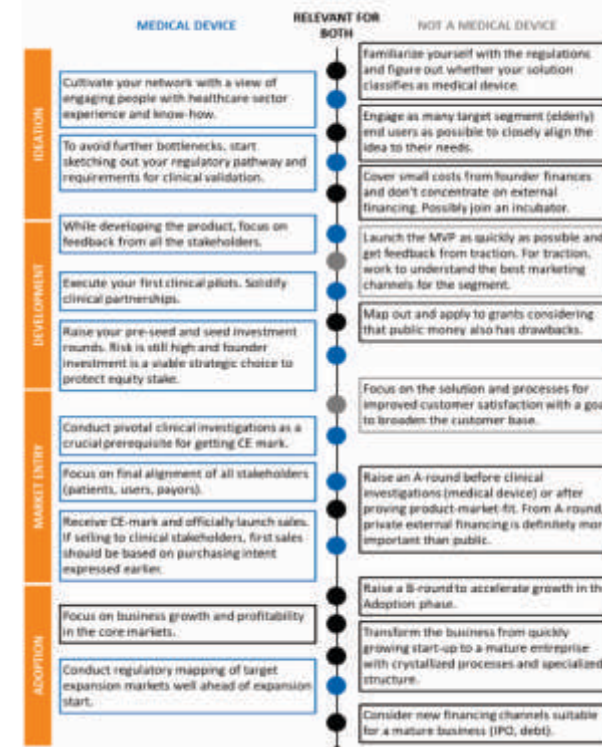 MEDICAL DEVICE
RELEVANT FOR
BOTH
NOT A MEDICAL DEVICE
IDEATION
Cultivate your network with a view of
engaging people with healthcare sector
experience and know-how.
To avoid further bottlenecks, start
sketching out your regulatory pathway and
requirements for clinical validation.
Familiarize yourself with the regulations
and figure out whether your solution
classifies as medical device.
Engage as many target segment (elderly)
end users as possible to closely align the
idea to their needs.
Cover small costs from founder finances
and don't concentrate on external
financing. Possibly join an incubator.
DEVELOPMENT
While developing the product, focus on
feedback from all the stakeholders.
Execute your first clinical pilots. Solidify
clinical partnerships.
Raise your pre-seed and seed investment
rounds. Risk is still high and founder
investment is a viable strategic choice to
protect equity stake.
Launch the MVP as quickly as possible and
get feedback from traction. For traction,
work to understand the best marketing
channels for the segment.
Map out and apply to grants considering
that public money also has drawbacks.
MARKET ENTRY
Conduct pivotal clinical investigations as a
crucial prerequisite for getting CE mark.
Focus on final alignment of all stakeholders
(patients, users, payors).
Receive CE-mark and officially launch sales.
If selling to clinical stakeholders, first sales
should be based on purchasing intent
expressed earlier.
Focus on the solution and processes for
improved customer satisfaction with a goa
to broaden the customer base.
Raise an A-round before clinical
investigations (medical device) or after
proving product-market-fit. From A-round,
private external financing is definitely mor
important than public.
ADOPTION
Focus on business growth and profitability
in the core markets.
Conduct regulatory mapping of target
expansion markets well ahead of expansion
start.
Raise a B-round to accelerate growth in the
Adoption phase.
Transform the business from quickly
growing start-up to a mature entreprise
with crystallized processes and specialized
structure.
Consider new financing channels suitable
for a mature business (IPO, debt).